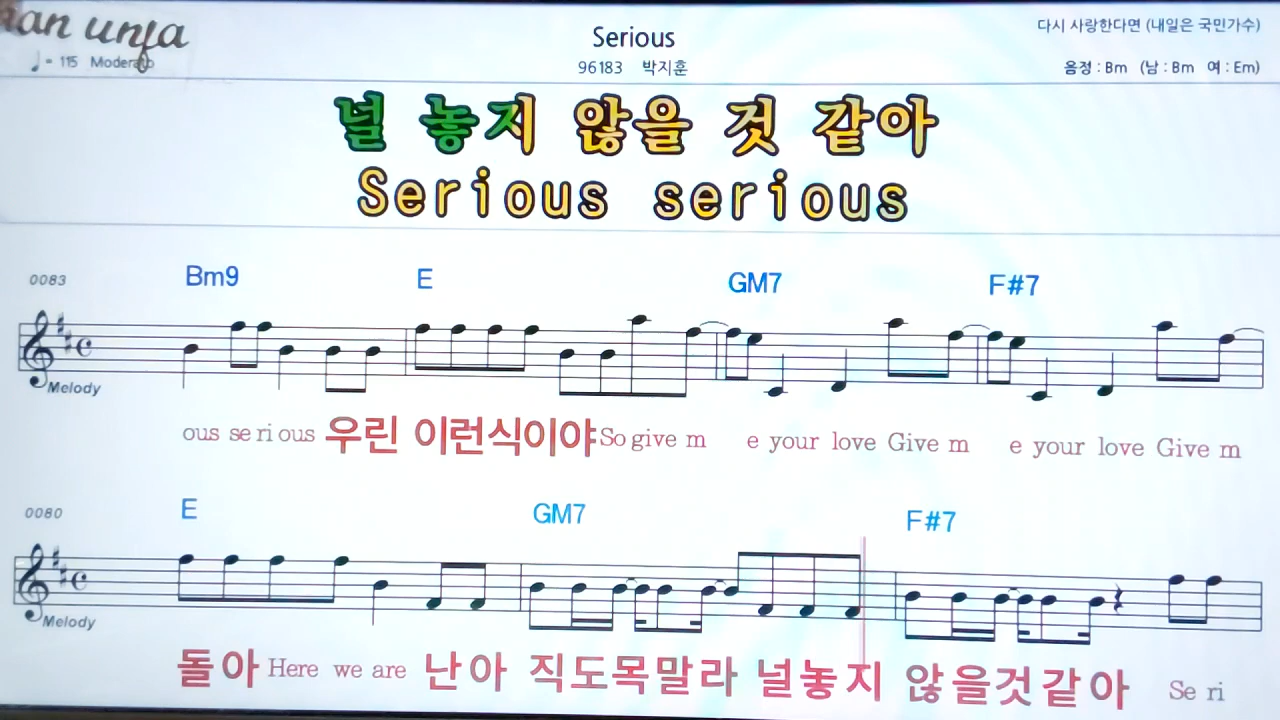 an unfa
♩= 115 Moderato
Serious
96183 박지훈
다시 사랑한다면 (내일은 국민가수)
음정 : Bm (남 : Bm 여 : Em)
널 놓지 않을 것 같아
Serious serious
0083
Bm9 E GM7 F#7
Melody
ous se ri ous 우린 이런식이야 So give m e your love Give m e your love Give m
0080
E GM7 F#7
Melody
돌아 Here we are 난아 직도목말라 널놓지 않을것같아 Se ri